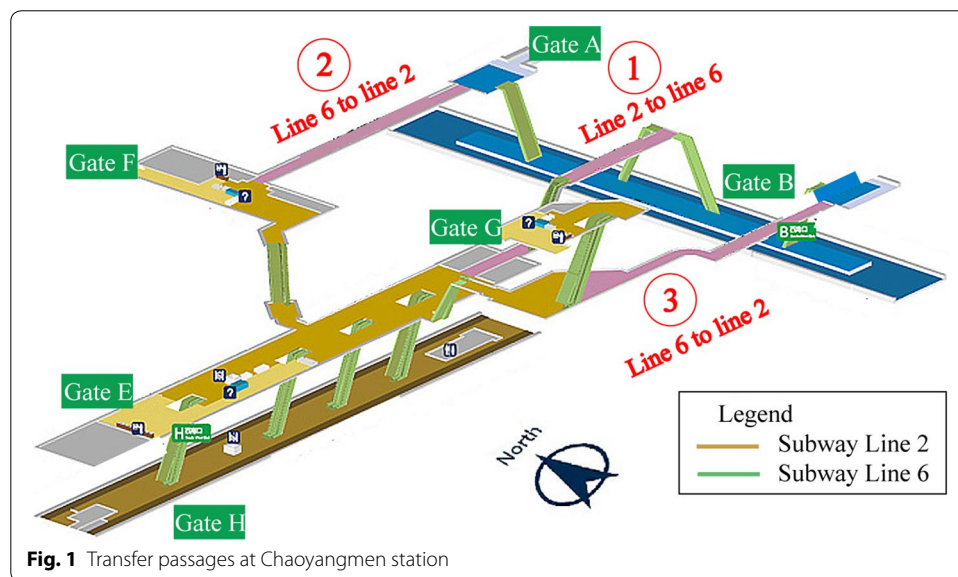 Gate A
2
1
Line 6 to line 2
Line 2 to line 6
Gate F
?
Gate B
Gate G
?
B
3
Line 6 to line 2
Gate E
?
H
Legend
Subway Line 2
Subway Line 6
North
Gate H
Fig. 1 Transfer passages at Chaoyangmen station